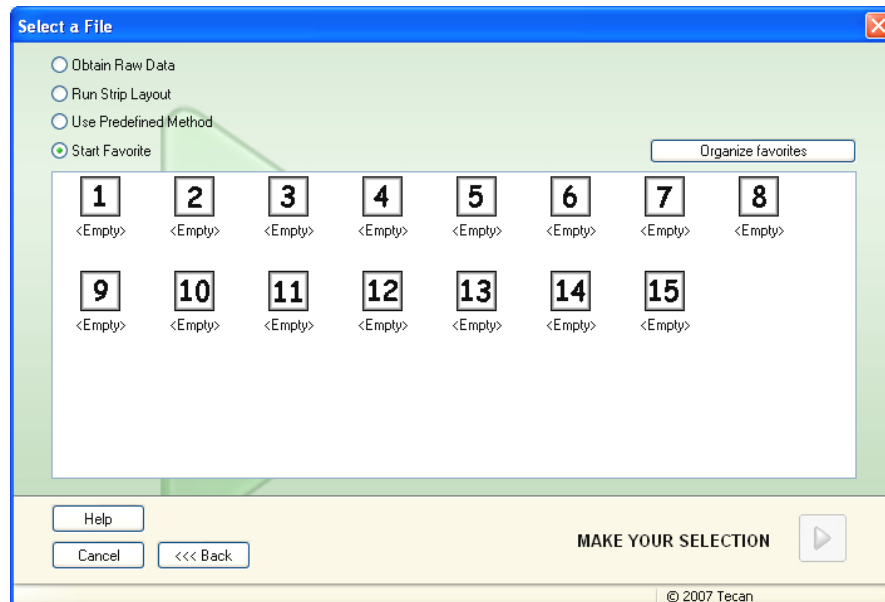 Select a File
Obtain Raw Data
Run Strip Layout
Use Predefined Method
Start Favorite
Organize favorites
1 2 3 4 5 6 7 8
<Empty> <Empty> <Empty> <Empty> <Empty> <Empty> <Empty> <Empty>
9 10 11 12 13 14 15
<Empty> <Empty> <Empty> <Empty> <Empty> <Empty> <Empty>
Help
MAKE YOUR SELECTION
Cancel <<< Back
© 2007 Tecan